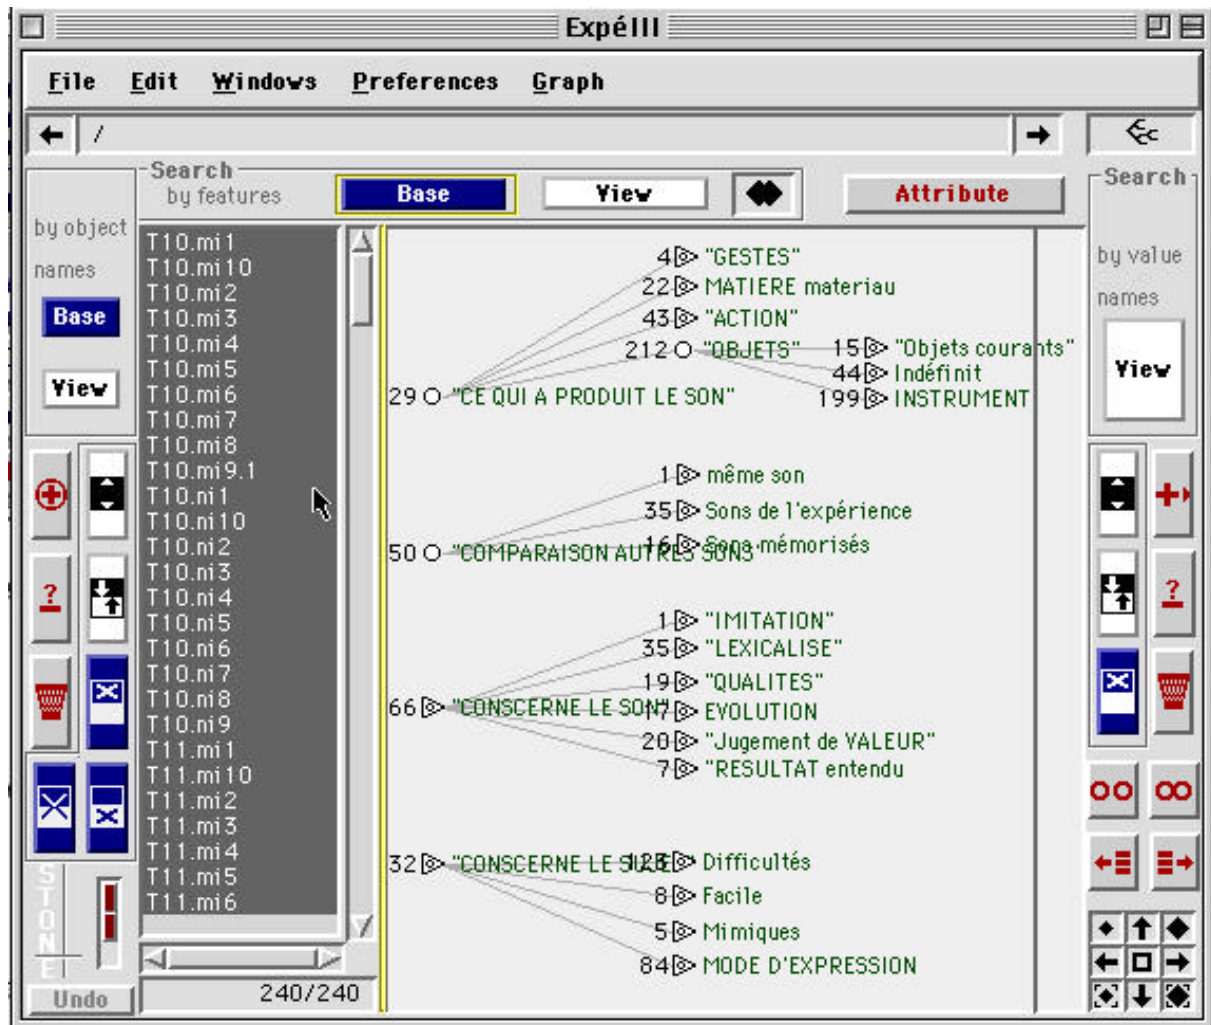 ExpéIII
File Edit Windows Preferences Graph
/
Search
by features
Base
View
Attribute
Search
by object
names
Base
View
by value
names
View
T10.mi1
T10.mi10
T10.mi2
T10.mi3
T10.mi4
T10.mi5
T10.mi6
T10.mi7
T10.mi8
T10.mi9.1
T10.ni1
T10.ni10
T10.ni2
T10.ni3
T10.ni4
T10.ni5
T10.ni6
T10.ni7
T10.ni8
T10.ni9
T11.mi1
T11.mi10
T11.mi2
T11.mi3
T11.mi4
T11.mi5
T11.mi6
4 "GESTES"
22 MATIERE materiau
43 "ACTION"
212 "OBJETS"
15 "Objets courants"
44 Indéfinit
199 INSTRUMENT
29 "CE QUI A PRODUIT LE SON"
1 même son
35 Sons de l'expérience
16 Sons mémorisés
50 "COMPARAISON AUTRES SONS"
1 "IMITATION"
35 "LEXICALISE"
19 "QUALITES"
66 "CONSCERNE LE SON"
17 EVOLUTION
20 "Jugement de VALEUR"
7 "RESULTAT entendu
32 "CONSCERNE LE SUJET
123 Difficultés
8 Facile
5 Mimiques
84 MODE D'EXPRESSION
?
?
STONE
Undo
240/240